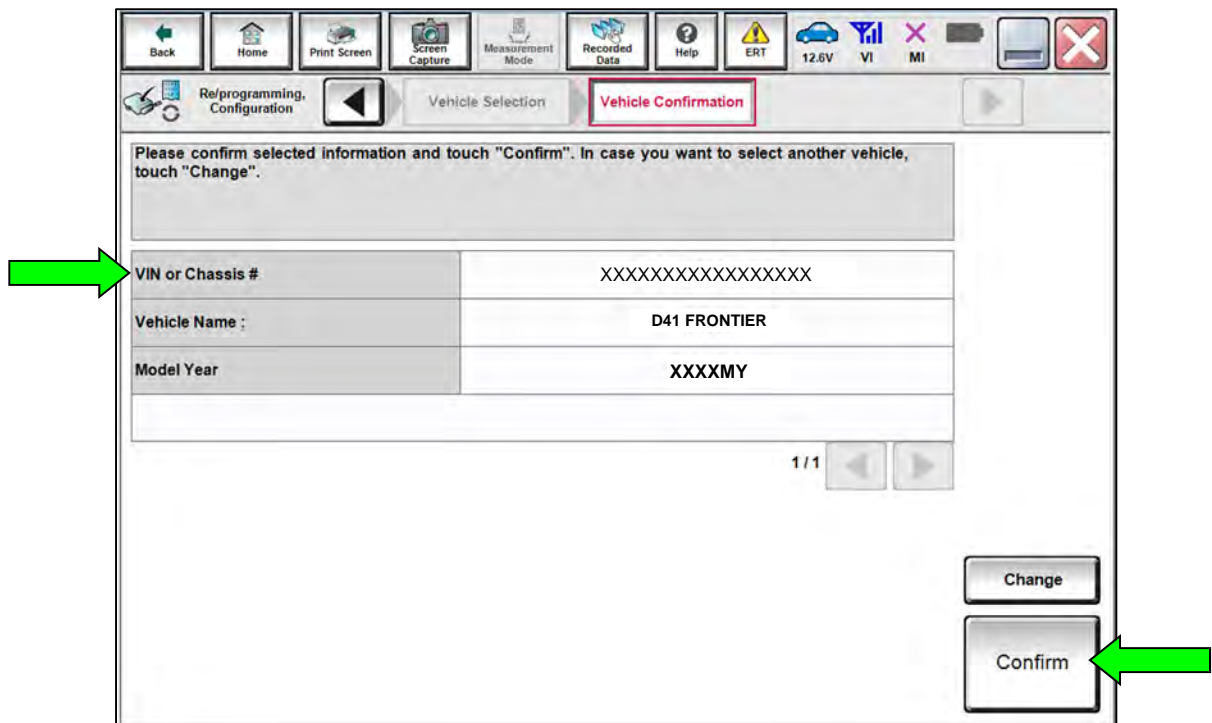 Back
Home
Print Screen
Screen
Capture
Measurement
Mode
Recorded
Data
Help
ERT
12.6V
VI
MI
Re/programming,
Configuration
Vehicle Selection
Vehicle Confirmation
Please confirm selected information and touch "Confirm". In case you want to select another vehicle,
touch "Change".
VIN or Chassis #
XXXXXXXXXXXXXXXXX
Vehicle Name :
D41 FRONTIER
Model Year
XXXXMY
1/1
Change
Confirm